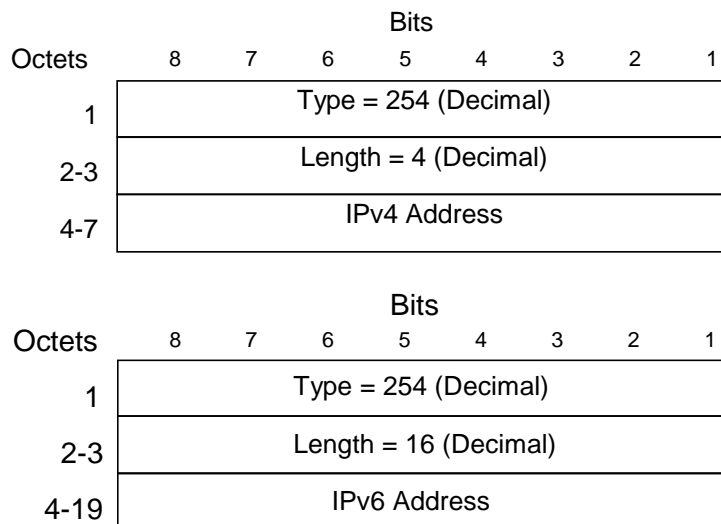 Bits
Octets 8 7 6 5 4 3 2 1
1 Type = 254 (Decimal)
2-3 Length = 4 (Decimal)
4-7 IPv4 Address
Bits
Octets 8 7 6 5 4 3 2 1
1 Type = 254 (Decimal)
2-3 Length = 16 (Decimal)
4-19 IPv6 Address